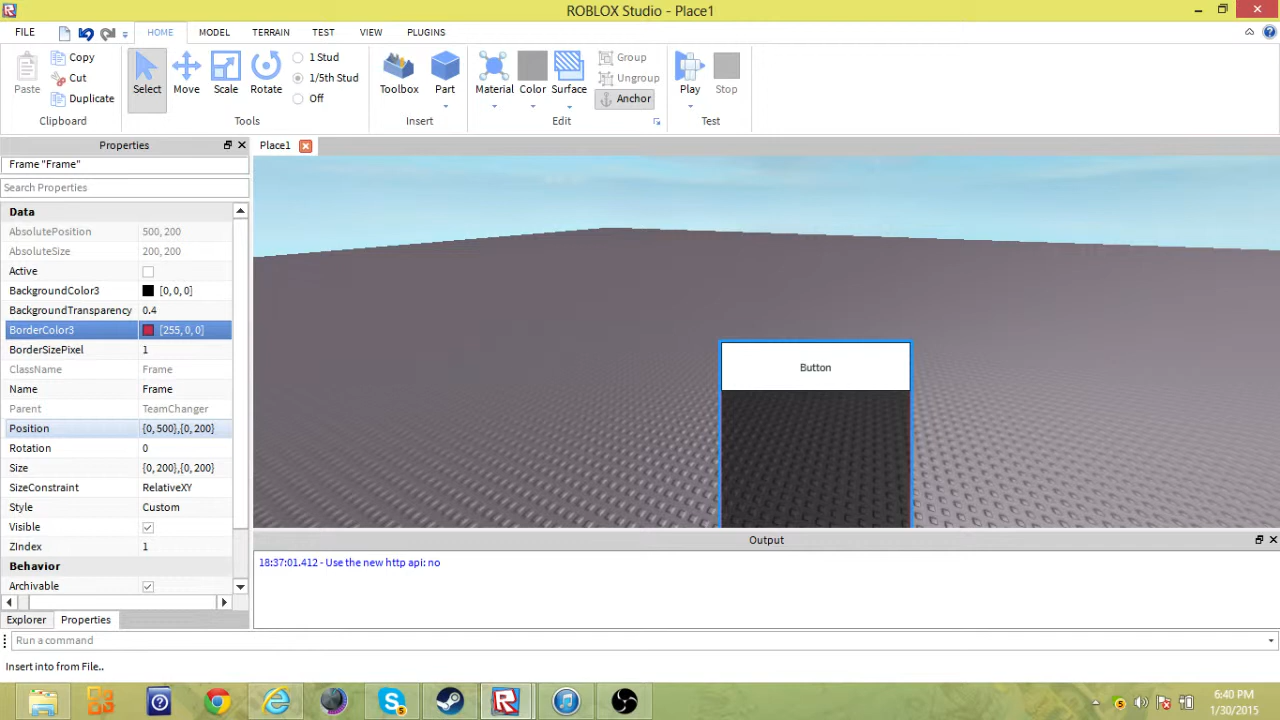 ROBLOX Studio - Place1
FILE HOME MODEL TERRAIN TEST VIEW PLUGINS
Paste Copy Cut Duplicate
Clipboard
Select Move Scale Rotate
1 Stud
1/5th Stud
Off
Tools
Toolbox Part
Insert
Material Color Surface
Group
Ungroup
Anchor
Edit
Play Stop
Test
Properties
Frame "Frame"
Search Properties
Data
AbsolutePosition 500, 200
AbsoluteSize 200, 200
Active
BackgroundColor3 [0, 0, 0]
BackgroundTransparency 0.4
BorderColor3 [255, 0, 0]
BorderSizePixel 1
ClassName Frame
Name Frame
Parent TeamChanger
Position {0, 500},{0, 200}
Rotation 0
Size {0, 200},{0, 200}
SizeConstraint RelativeXY
Style Custom
Visible
ZIndex 1
Behavior
Archivable
Explorer Properties
Place1
Button
Output
18:37:01.412 - Use the new http api: no
Run a command
Insert into from File..
6:40 PM
1/30/2015